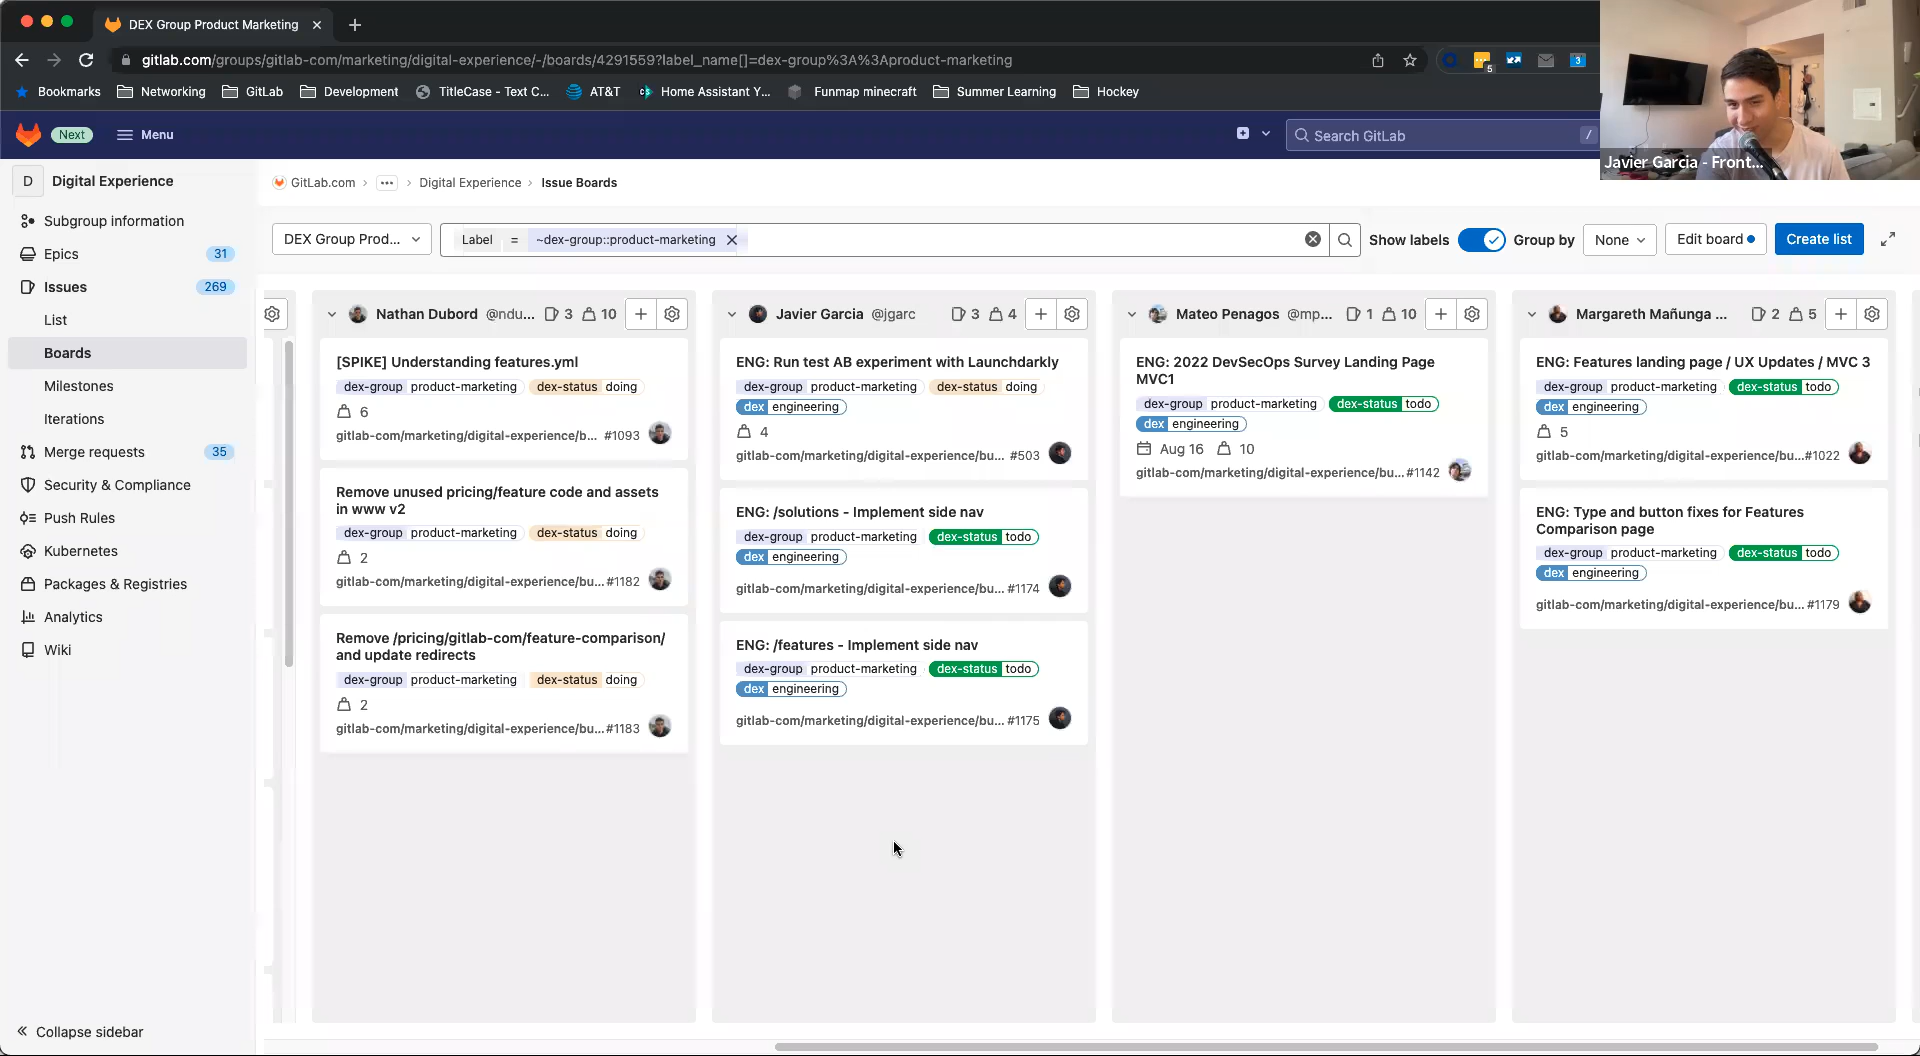 DEX Group Product Marketing
gitlab.com/groups/gitlab-com/marketing/digital-experience/-/boards/4291559?label_name[]=dex-group%3A%3Aproduct-marketing
5
3
Bookmarks Networking GitLab Development TitleCase - Text C... AT&T Home Assistant Y... Funmap minecraft Summer Learning Hockey
Next Menu Search GitLab /
Javier Garcia - Front...
D Digital Experience
Subgroup information
Epics 31
Issues 269
List
Boards
Milestones
Iterations
Merge requests 35
Security & Compliance
Push Rules
Kubernetes
Packages & Registries
Analytics
Wiki
Collapse sidebar
GitLab.com › ... › Digital Experience › Issue Boards
DEX Group Prod... Label = ~dex-group::product-marketing Show labels Group by None Edit board Create list
Nathan Dubord @ndu... 3 10
[SPIKE] Understanding features.yml
dex-group product-marketing dex-status doing
6
gitlab-com/marketing/digital-experience/b... #1093
Remove unused pricing/feature code and assets
in www v2
dex-group product-marketing dex-status doing
2
gitlab-com/marketing/digital-experience/bu... #1182
Remove /pricing/gitlab-com/feature-comparison/
and update redirects
dex-group product-marketing dex-status doing
2
gitlab-com/marketing/digital-experience/bu... #1183
Javier Garcia @jgarc 3 4
ENG: Run test AB experiment with Launchdarkly
dex-group product-marketing dex-status doing
dex engineering
4
gitlab-com/marketing/digital-experience/bu... #503
ENG: /solutions - Implement side nav
dex-group product-marketing dex-status todo
dex engineering
gitlab-com/marketing/digital-experience/bu... #1174
ENG: /features - Implement side nav
dex-group product-marketing dex-status todo
dex engineering
gitlab-com/marketing/digital-experience/bu... #1175
Mateo Penagos @mp... 1 10
ENG: 2022 DevSecOps Survey Landing Page
MVC1
dex-group product-marketing dex-status todo
dex engineering
Aug 16 10
gitlab-com/marketing/digital-experience/bu... #1142
Margareth Mañunga ... 2 5
ENG: Features landing page / UX Updates / MVC 3
dex-group product-marketing dex-status todo
dex engineering
5
gitlab-com/marketing/digital-experience/bu... #1022
ENG: Type and button fixes for Features
Comparison page
dex-group product-marketing dex-status todo
dex engineering
gitlab-com/marketing/digital-experience/bu... #1179